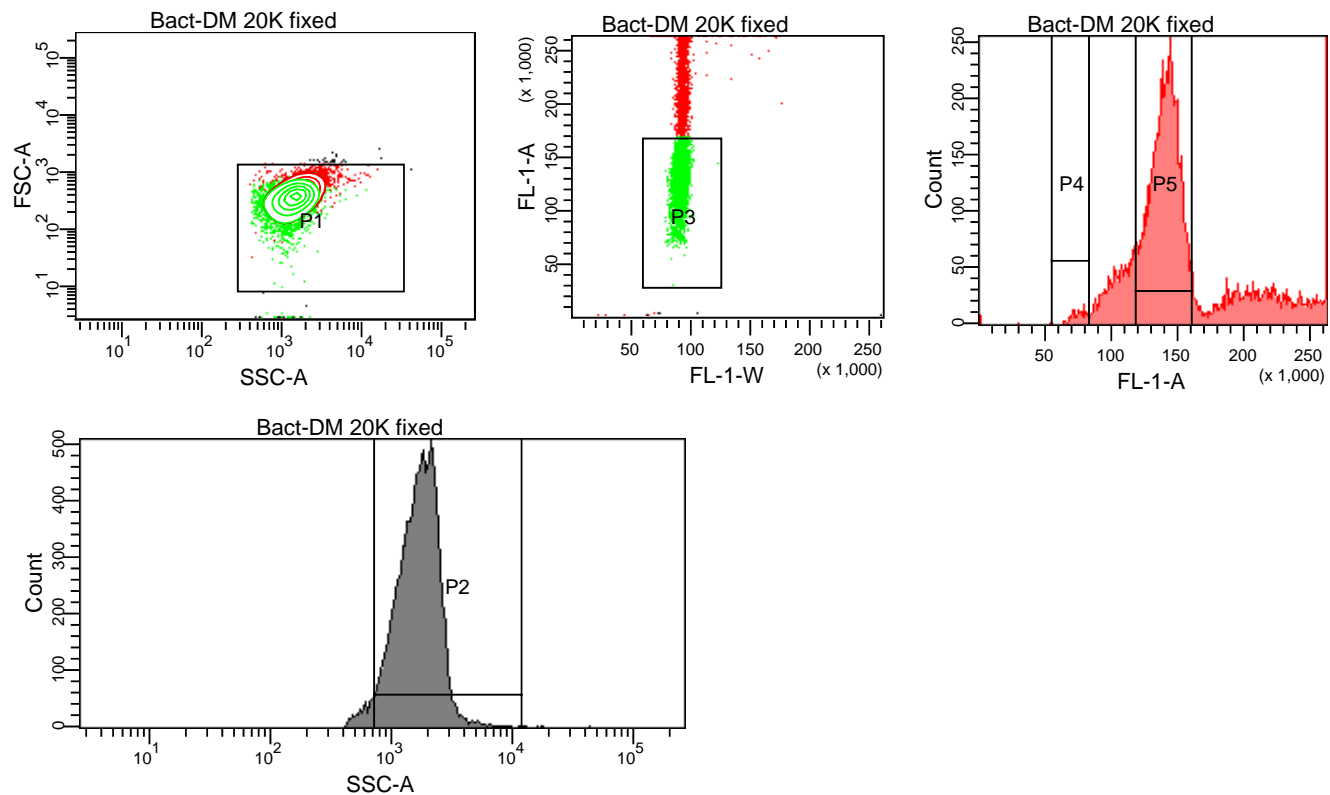 Bact-DM 20K fixed
FSC-A
10^5
10^4
10^3
10^2
10^1
P1
10^1 10^2 10^3 10^4 10^5
SSC-A
Bact-DM 20K fixed
(x 1,000)
FL-1-A
250
200
150
100
50
P3
50 100 150 200 250
FL-1-W (x 1,000)
Bact-DM 20K fixed
Count
250
200
150
100
50
0
P4 P5
50 100 150 200 250
FL-1-A (x 1,000)
Bact-DM 20K fixed
Count
500
400
300
200
100
0
P2
10^1 10^2 10^3 10^4 10^5
SSC-A